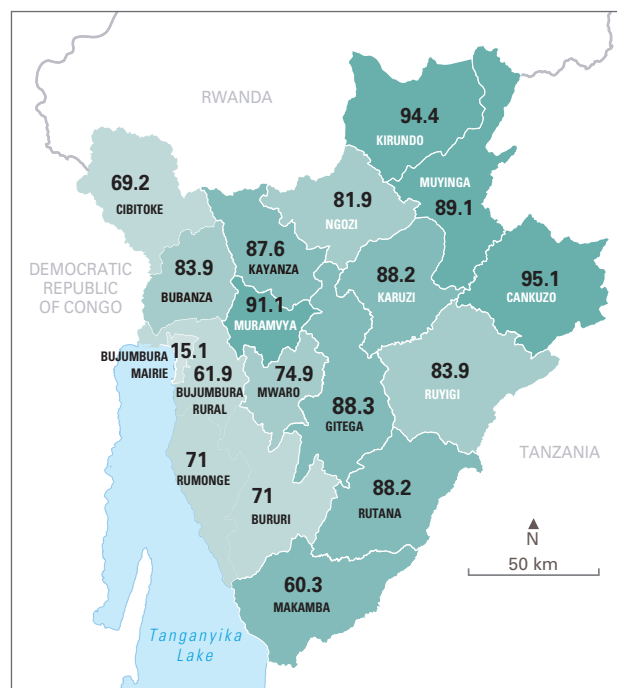 RWANDA
94.4
KIRUNDO
69.2
CIBITOKE
81.9
NGOZI
MUYINGA
89.1
87.6
KAYANZA
DEMOCRATIC
REPUBLIC
OF CONGO
83.9
BUBANZA
88.2
KARUZI
95.1
CANKUZO
91.1
MURAMVYA
BUJUMBURA
MAIRIE
15.1
61.9
BUJUMBURA
RURAL
74.9
MWARO
83.9
RUYIGI
88.3
GITEGA
TANZANIA
71
RUMONGE
71
BURURI
88.2
RUTANA
N
50 km
60.3
MAKAMBA
Tanganyika
Lake